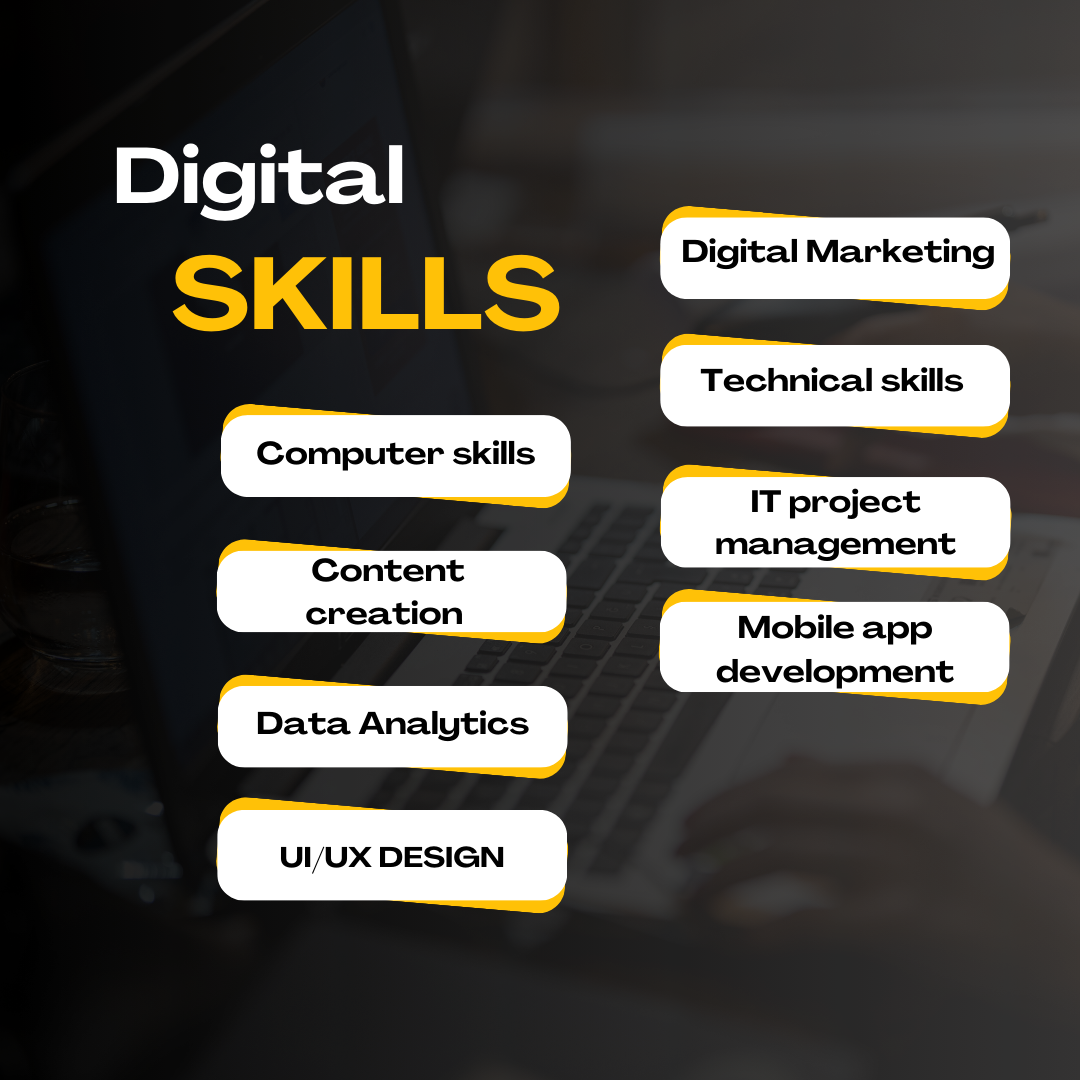 Digital
SKILLS
Computer skills
Content
creation
Data Analytics
UI/UX DESIGN
Digital Marketing
Technical skills
IT project
management
Mobile app
development